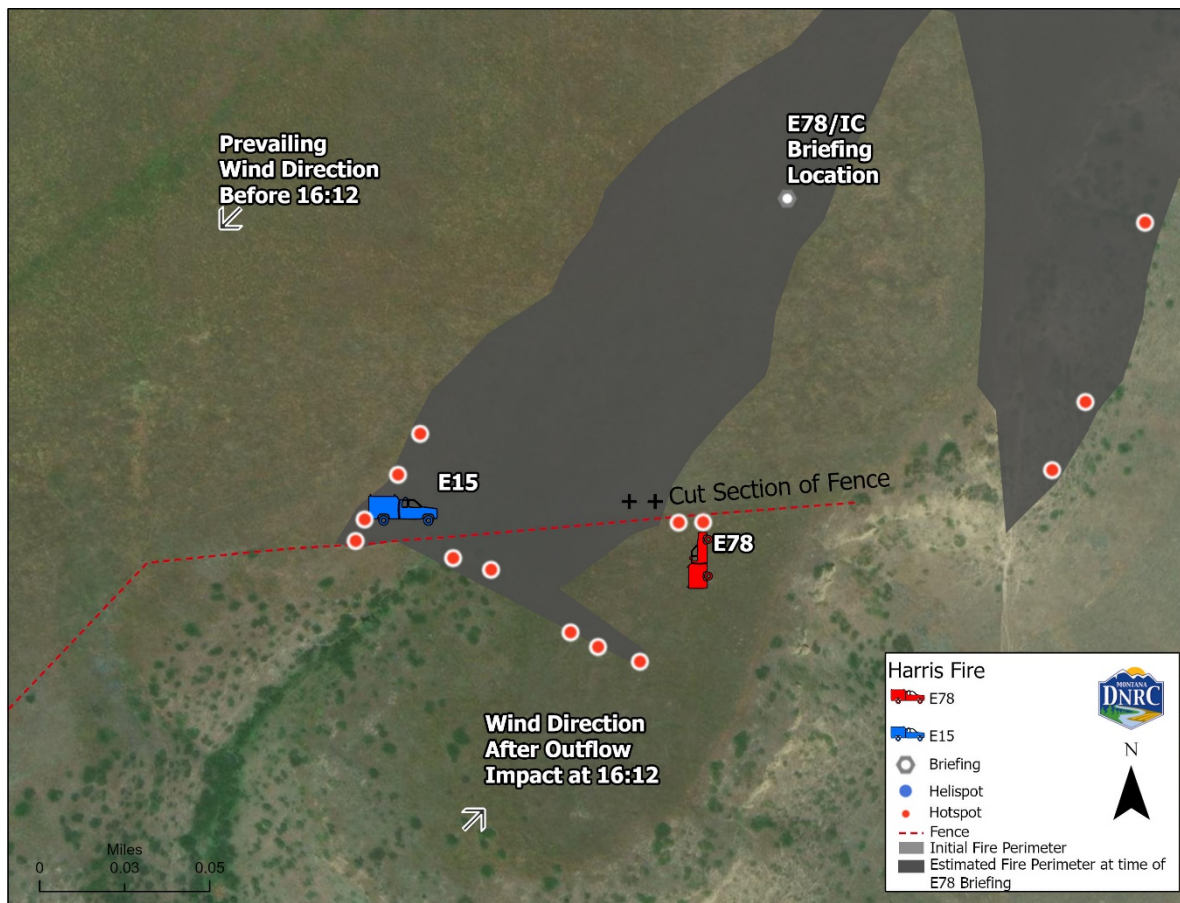 Prevailing
Wind Direction
Before 16:12
E78/IC
Briefing
Location
E15
Cut Section of Fence
E78
Wind Direction
After Outflow
Impact at 16:12
Miles
0 0.03 0.05
Harris Fire
E78
E15
Briefing
Helispot
Hotspot
Fence
Initial Fire Perimeter
Estimated Fire Perimeter at time of
E78 Briefing
MONTANA
DNRC
N